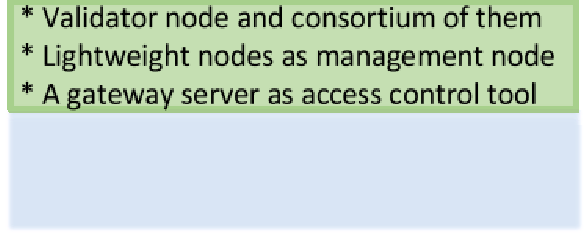 * Validator node and consortium of them
* Lightweight nodes as management node
* A gateway server as access control tool